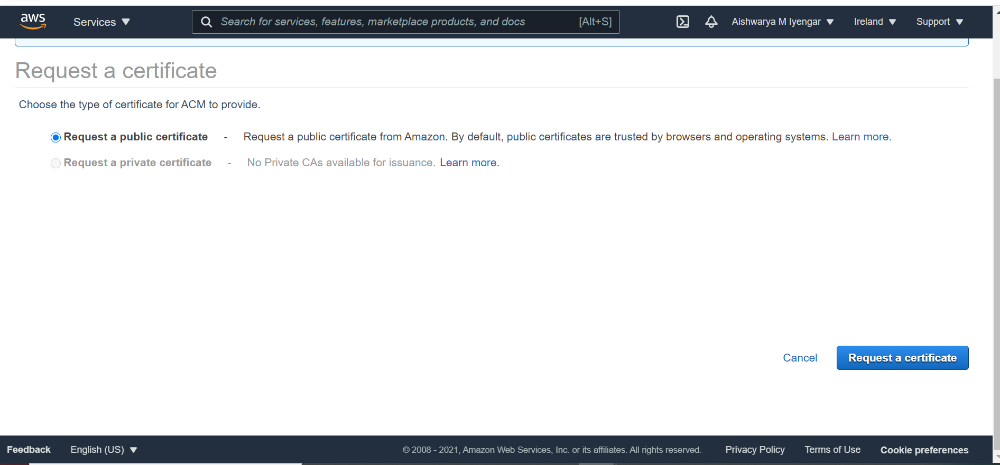 aws
Services
Search for services, features, marketplace products, and docs [Alt+S]
Aishwarya M Iyengar
Ireland
Support
Request a certificate
Choose the type of certificate for ACM to provide.
Request a public certificate - Request a public certificate from Amazon. By default, public certificates are trusted by browsers and operating systems. Learn more.
Request a private certificate - No Private CAs available for issuance. Learn more.
Cancel
Request a certificate
Feedback
English (US)
© 2008 - 2021, Amazon Web Services, Inc. or its affiliates. All rights reserved.
Privacy Policy
Terms of Use
Cookie preferences